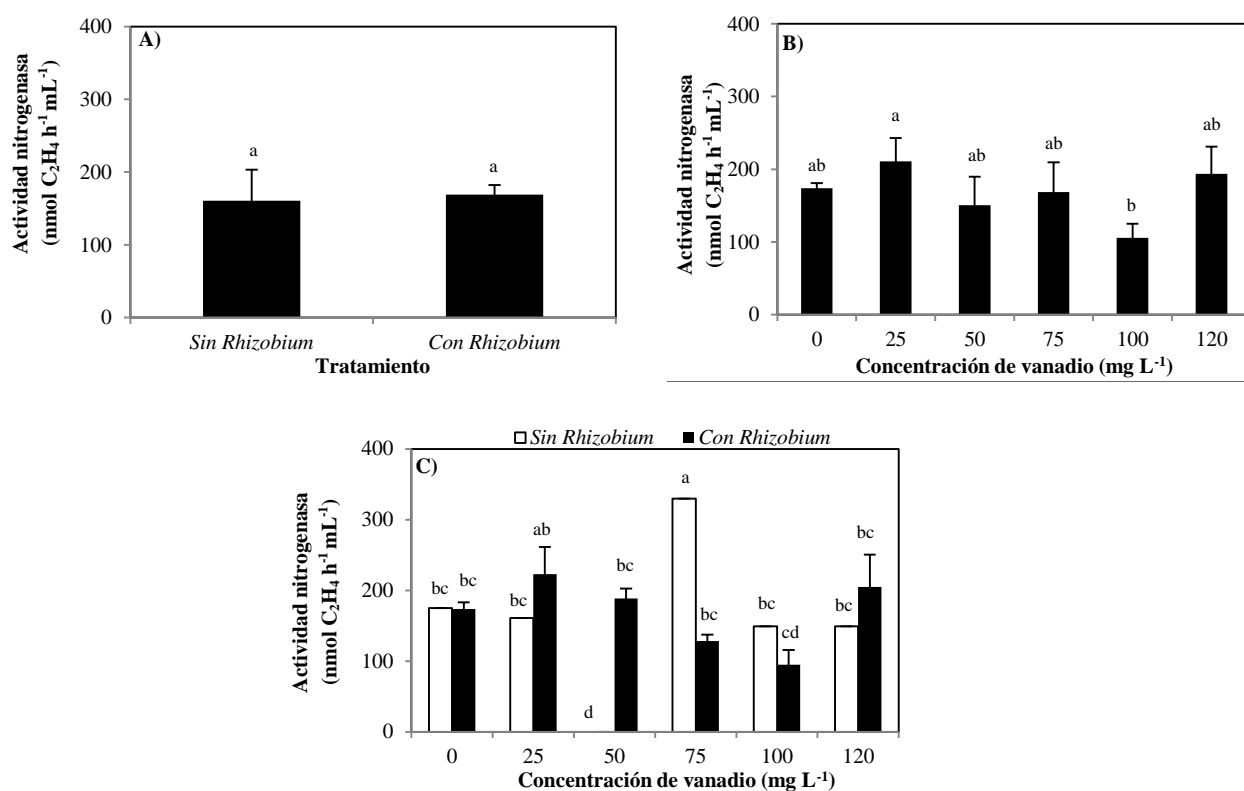 A)
Actividad nitrogenasa
(nmol C₂H₄ h⁻¹ mL⁻¹)
400
300
200
100
0
a
a
Sin Rhizobium
Con Rhizobium
Tratamiento
B)
Actividad nitrogenasa
(nmol C₂H₄ h⁻¹ mL⁻¹)
400
300
200
100
0
ab
a
ab
ab
b
ab
0
25
50
75
100
120
Concentración de vanadio (mg L⁻¹)
Sin Rhizobium
Con Rhizobium
C)
Actividad nitrogenasa
(nmol C₂H₄ h⁻¹ mL⁻¹)
400
300
200
100
0
bc
bc
bc
ab
d
bc
a
bc
bc
cd
bc
bc
0
25
50
75
100
120
Concentración de vanadio (mg L⁻¹)